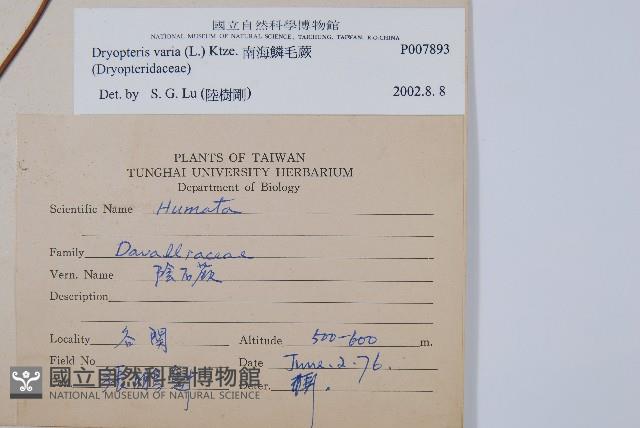 國立自然科學博物館
NATIONAL MUSEUM OF NATURAL SCIENCE, TAICHUNG, TAIWAN, R.O.CHINA
Dryopteris varia (L.) Ktze. 南海鱗毛蕨 P007893
(Dryopteridaceae)
Det. by S. G. Lu (陸樹剛) 2002.8. 8
PLANTS OF TAIWAN
TUNGHAI UNIVERSITY HERBARIUM
Department of Biology
Scientific Name Humata
Family Davalliaceae
Vern. Name 陰石蕨
Description
Locality 谷関 Altitude 500-600 m.
Field No Date June. 2. 76.
Deter.
國立自然科學博物館
NATIONAL MUSEUM OF NATURAL SCIENCE